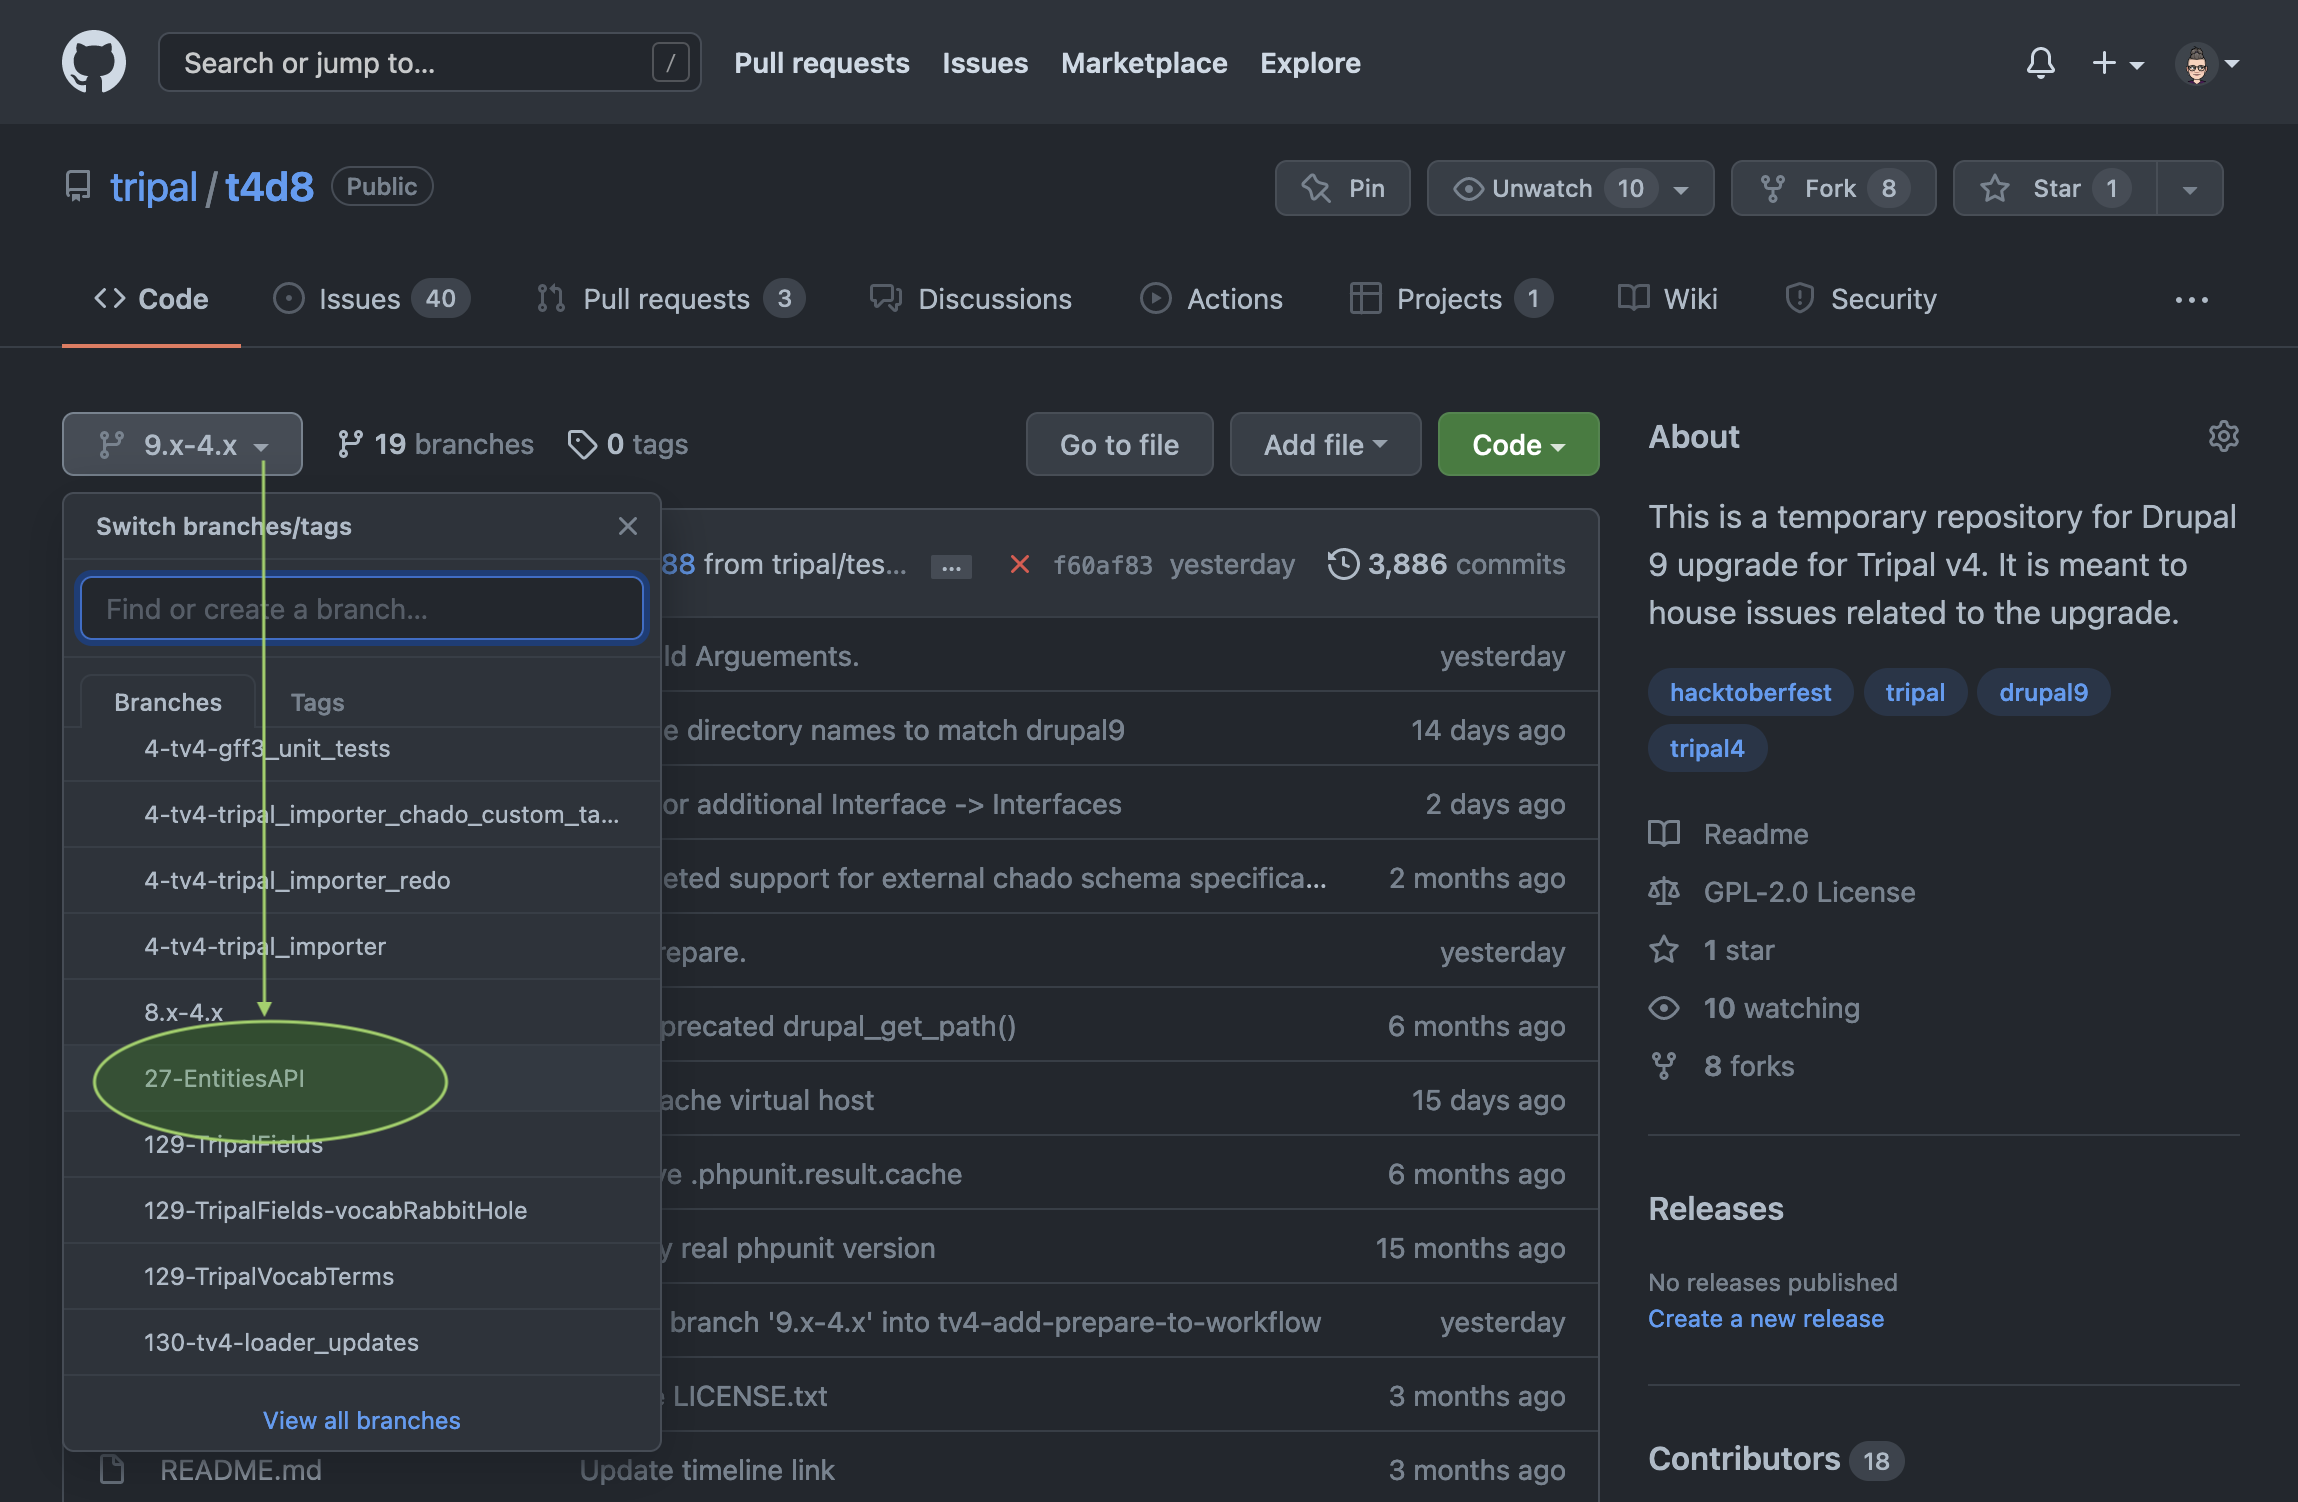 Search or jump to... /
Pull requests Issues Marketplace Explore
tripal / t4d8 Public
Pin Unwatch 10 Fork 8 Star 1
Code Issues 40 Pull requests 3 Discussions Actions Projects 1 Wiki Security ...
9.x-4.x 19 branches 0 tags Go to file Add file Code
Switch branches/tags
Find or create a branch...
Branches Tags
4-tv4-gff3_unit_tests
4-tv4-tripal_importer_chado_custom_ta...
4-tv4-tripal_importer_redo
4-tv4-tripal_importer
8.x-4.x
27-EntitiesAPI
129-TripalFields
129-TripalFields-vocabRabbitHole
129-TripalVocabTerms
130-tv4-loader_updates
View all branches
88 from tripal/tes... ... f60af83 yesterday 3,886 commits
ld Arguements. yesterday
e directory names to match drupal9 14 days ago
or additional Interface -> Interfaces 2 days ago
eted support for external chado schema specifica... 2 months ago
repare. yesterday
precated drupal_get_path() 6 months ago
ache virtual host 15 days ago
ve .phpunit.result.cache 6 months ago
y real phpunit version 15 months ago
branch '9.x-4.x' into tv4-add-prepare-to-workflow yesterday
e LICENSE.txt 3 months ago
README.md Update timeline link 3 months ago
About
This is a temporary repository for Drupal
9 upgrade for Tripal v4. It is meant to
house issues related to the upgrade.
hacktoberfest tripal drupal9
tripal4
Readme
GPL-2.0 License
1 star
10 watching
8 forks
Releases
No releases published
Create a new release
Contributors 18